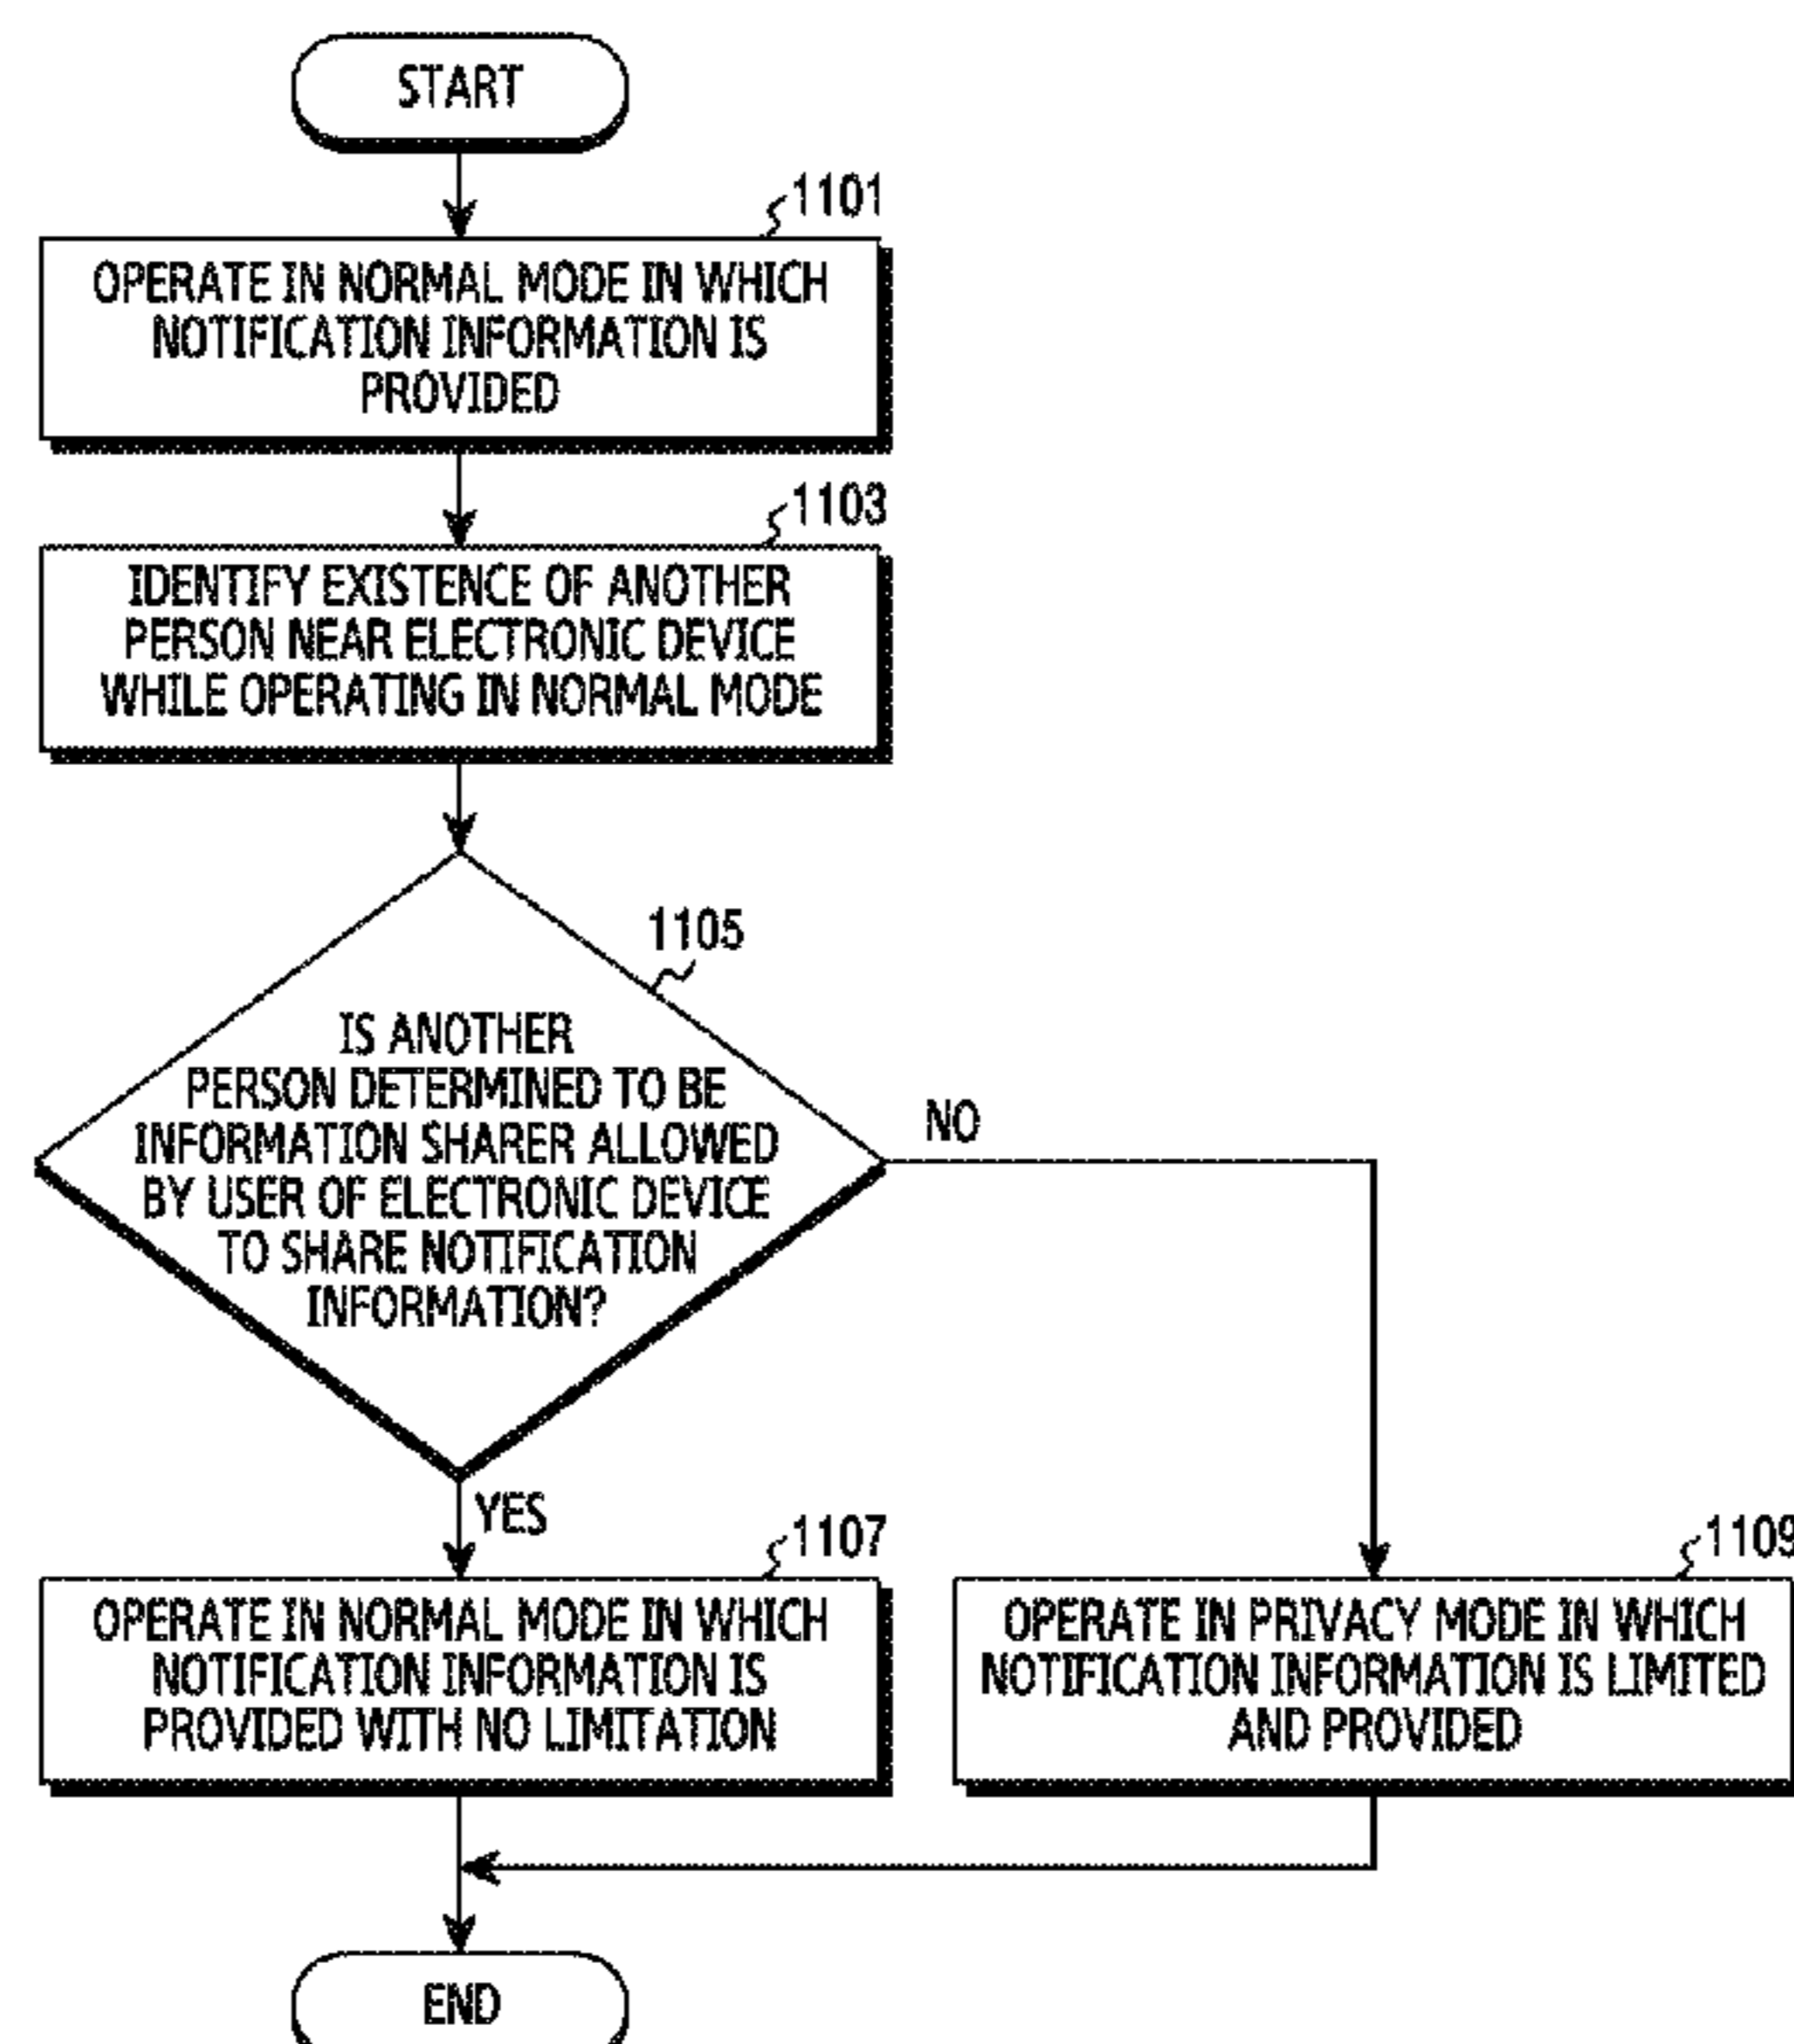 START
1101
OPERATE IN NORMAL MODE IN WHICH
NOTIFICATION INFORMATION IS
PROVIDED
1103
IDENTIFY EXISTENCE OF ANOTHER
PERSON NEAR ELECTRONIC DEVICE
WHILE OPERATING IN NORMAL MODE
1105
IS ANOTHER
PERSON DETERMINED TO BE
INFORMATION SHARER ALLOWED
BY USER OF ELECTRONIC DEVICE
TO SHARE NOTIFICATION
INFORMATION?
NO
YES
1107
OPERATE IN NORMAL MODE IN WHICH
NOTIFICATION INFORMATION IS
PROVIDED WITH NO LIMITATION
1109
OPERATE IN PRIVACY MODE IN WHICH
NOTIFICATION INFORMATION IS LIMITED
AND PROVIDED
END